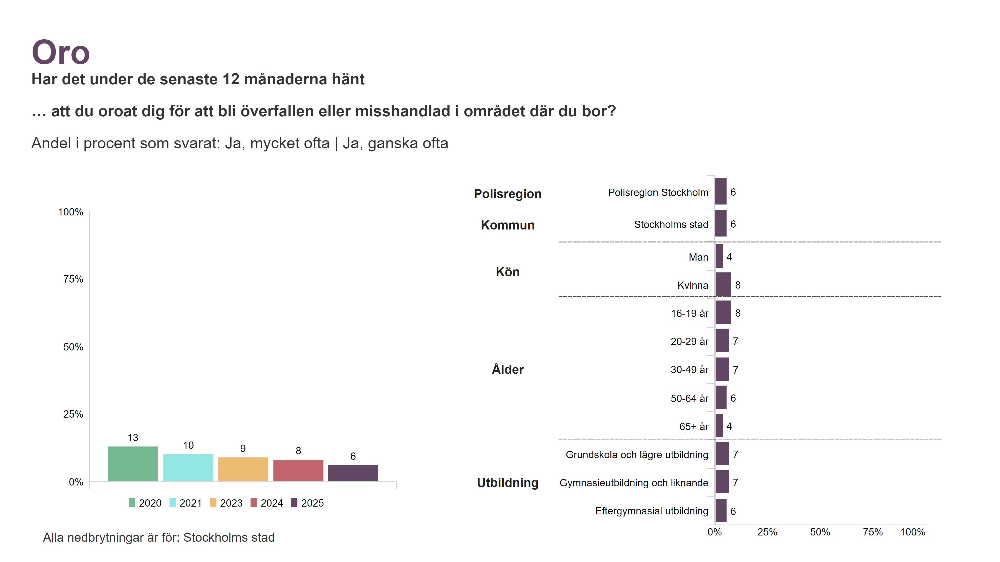 Oro
Har det under de senaste 12 månaderna hänt
… att du oroat dig för att bli överfallen eller misshandlad i området där du bor?
Andel i procent som svarat: Ja, mycket ofta | Ja, ganska ofta
100%
75%
50%
25%
0%
13
10
9
8
6
2020 2021 2023 2024 2025
Alla nedbrytningar är för: Stockholms stad
Polisregion
Polisregion Stockholm 6
Kommun
Stockholms stad 6
Kön
Man 4
Kvinna 8
Ålder
16-19 år 8
20-29 år 7
30-49 år 7
50-64 år 6
65+ år 4
Utbildning
Grundskola och lägre utbildning 7
Gymnasieutbildning och liknande 7
Eftergymnasial utbildning 6
0% 25% 50% 75% 100%